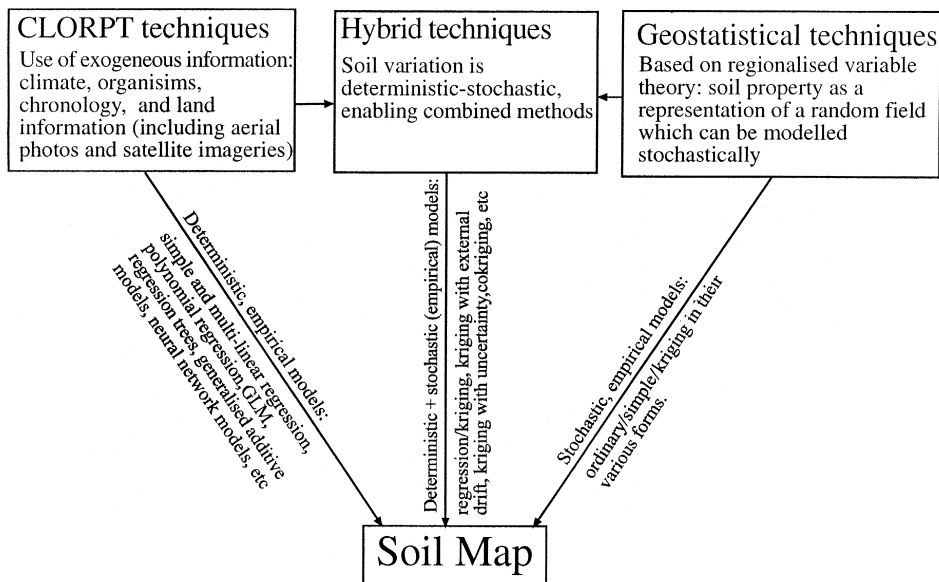 CLORPT techniques
Use of exogeneous information:
climate, organisims,
chronology, and land
information (including aerial
photos and satellite imageries)
Hybrid techniques
Soil variation is
deterministic-stochastic,
enabling combined methods
Geostatistical techniques
Based on regionalised variable
theory: soil property as a
representation of a random field
which can be modelled
stochastically
Deterministic, empirical models:
simple and multi-linear regression,
polynomial regression,GLM,
regression trees, generalised additive
models, neural network models, etc
Deterministic + stochastic (empirical) models:
regression/kriging, kriging with external
drift, kriging with uncertainty,cokriging, etc
Stochastic, empirical models:
ordinary/simple/kriging in their
various forms.
Soil Map